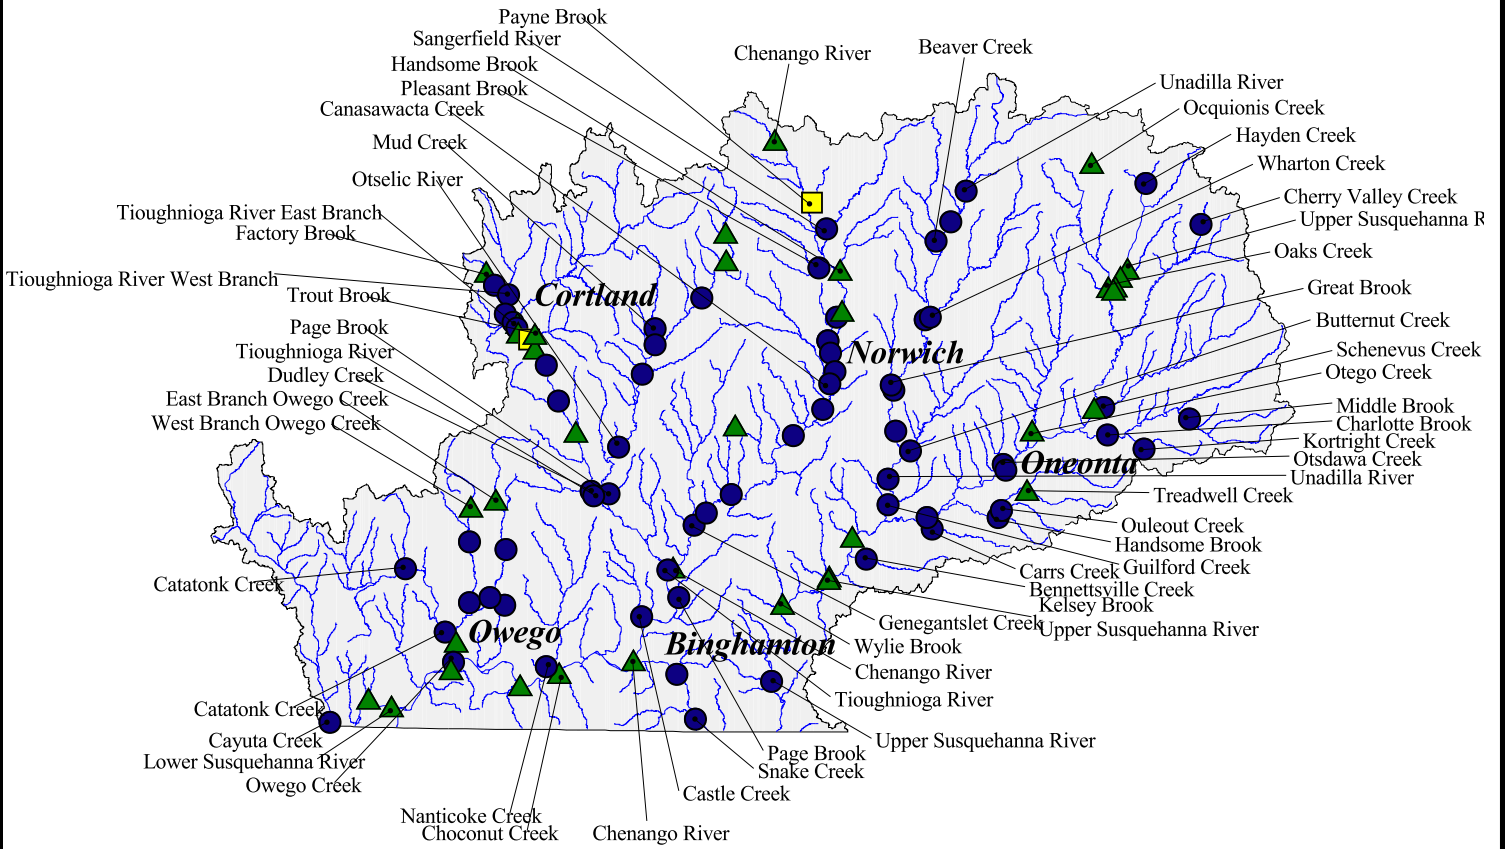 Payne Brook
Sangerfield River
Handsome Brook
Pleasant Brook
Canasawacta Creek
Mud Creek
Otselic River
Tioughnioga River East Branch
Factory Brook
Tioughnioga River West Branch
Trout Brook
Page Brook
Tioughnioga River
Dudley Creek
East Branch Owego Creek
West Branch Owego Creek
Chenango River
Beaver Creek
Unadilla River
Ocquionis Creek
Hayden Creek
Wharton Creek
Cherry Valley Creek
Upper Susquehanna R
Oaks Creek
Great Brook
Butternut Creek
Schenevus Creek
Otego Creek
Middle Brook
Charlotte Brook
Kortright Creek
Otsdawa Creek
Unadilla River
Treadwell Creek
Ouleout Creek
Handsome Brook
Guilford Creek
Carrs Creek
Bennettsville Creek
Kelsey Brook
Genegantslet Creek
Upper Susquehanna River
Wylie Brook
Chenango River
Tioughnioga River
Upper Susquehanna River
Page Brook
Snake Creek
Castle Creek
Chenango River
Cortland
Norwich
Oneonta
Owego
Binghamton
Catatonk Creek
Catatonk Creek
Cayuta Creek
Lower Susquehanna River
Owego Creek
Nanticoke Creek
Choconut Creek